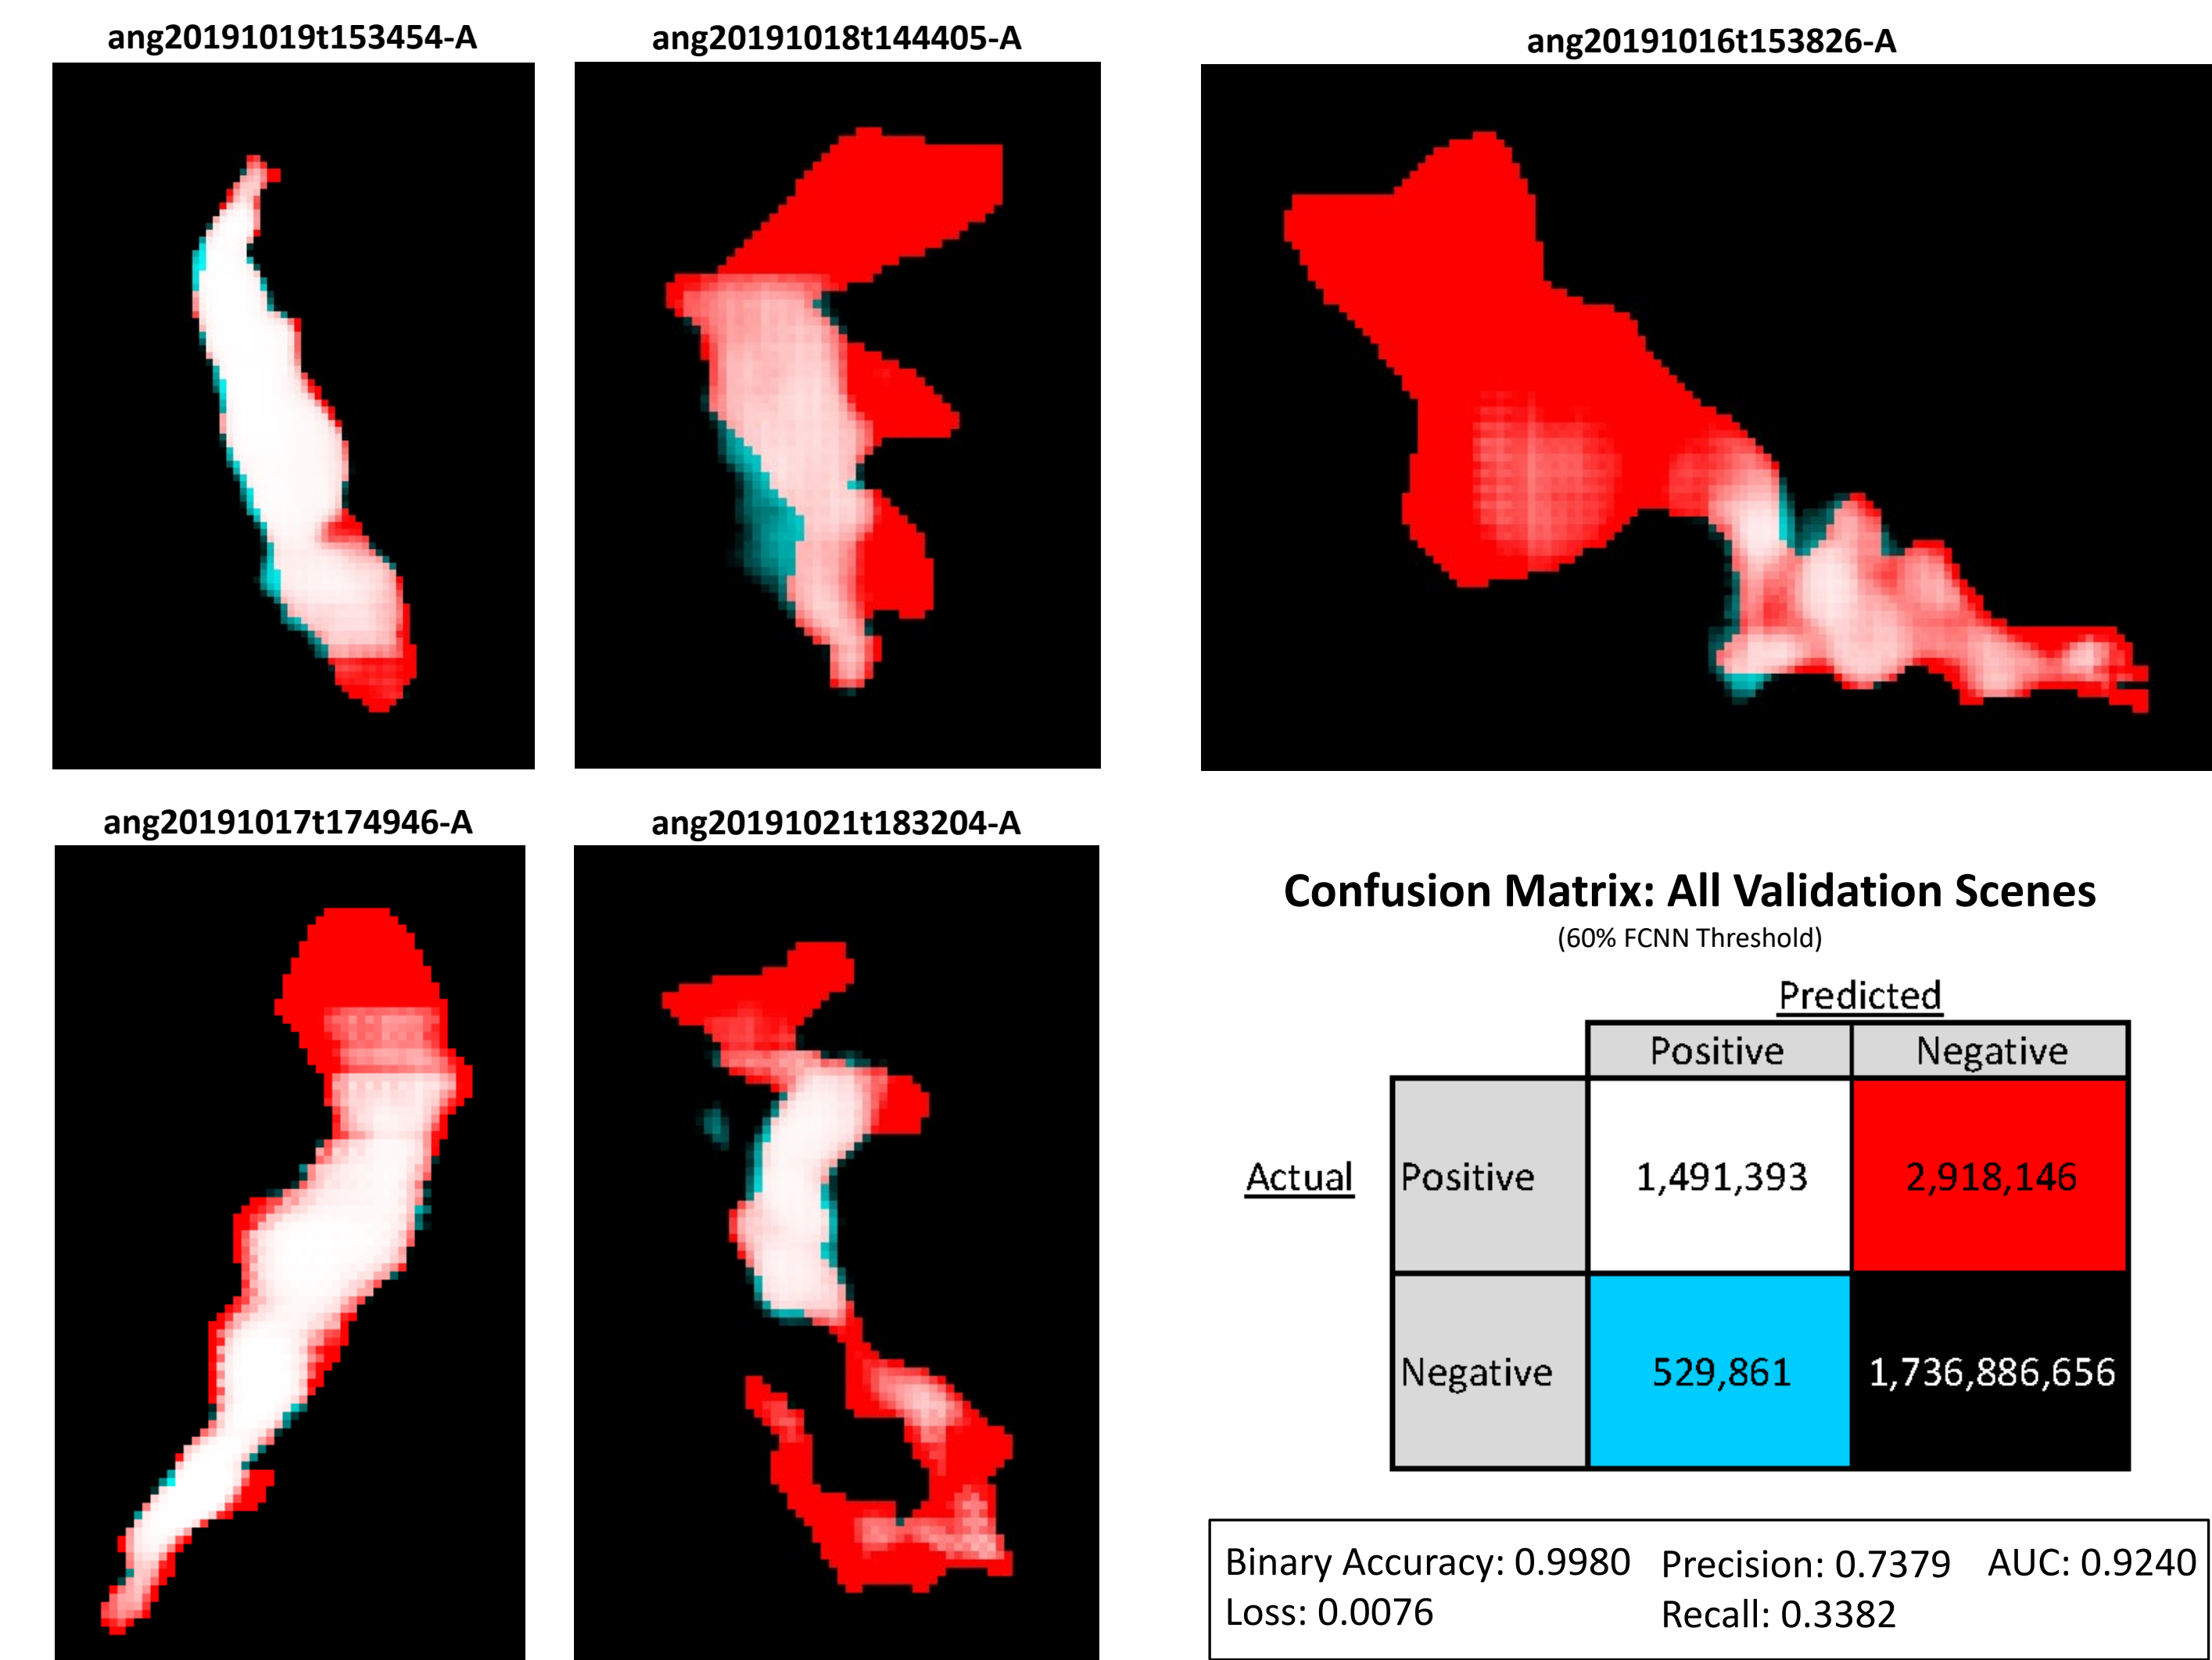 ang20191019t153454-A
ang20191018t144405-A
ang20191016t153826-A
ang20191017t174946-A
ang20191021t183204-A
Confusion Matrix: All Validation Scenes
(60% FCNN Threshold)
Predicted
Positive Negative
Actual Positive 1,491,393 2,918,146
Negative 529,861 1,736,886,656
Binary Accuracy: 0.9980 Precision: 0.7379 AUC: 0.9240
Loss: 0.0076 Recall: 0.3382